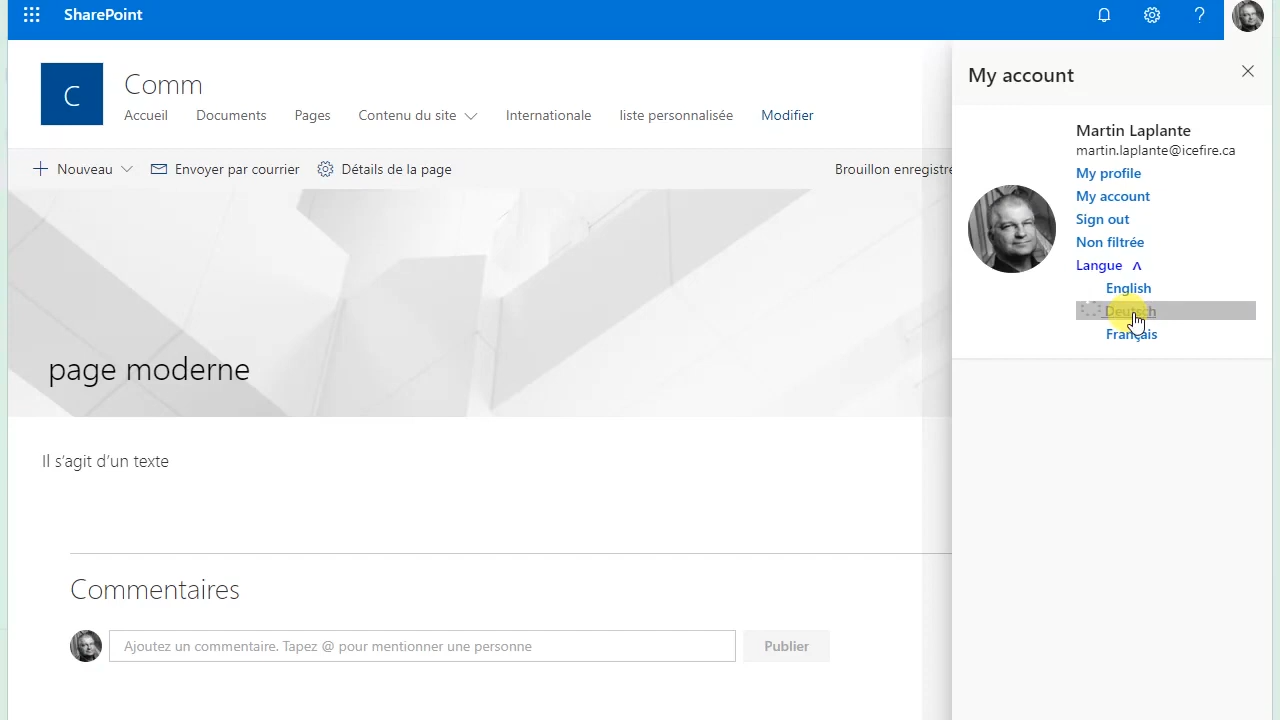 SharePoint
?
C
Comm
Accueil Documents Pages Contenu du site Internationale liste personnalisée Modifier
Nouveau Envoyer par courrier Détails de la page Brouillon enregistre
page moderne
Il s’agit d’un texte
Commentaires
Ajoutez un commentaire. Tapez @ pour mentionner une personne Publier
My account
Martin Laplante
martin.laplante@icefire.ca
My profile
My account
Sign out
Non filtrée
Langue
English
Deutsch
Français